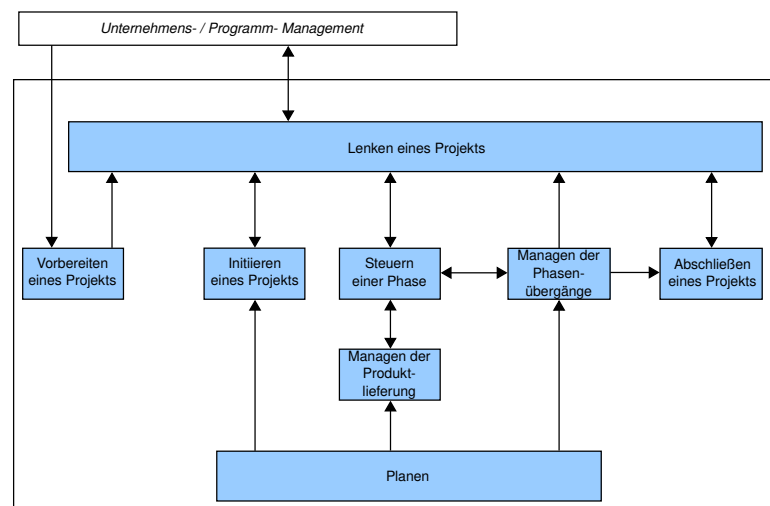 Unternehmens- / Programm- Management
Lenken eines Projekts
Vorbereiten
eines Projekts
Initiieren
eines Projekts
Steuern
einer Phase
Managen der
Phasen-
übergänge
Abschließen
eines Projekts
Managen der
Produkt-
lieferung
Planen